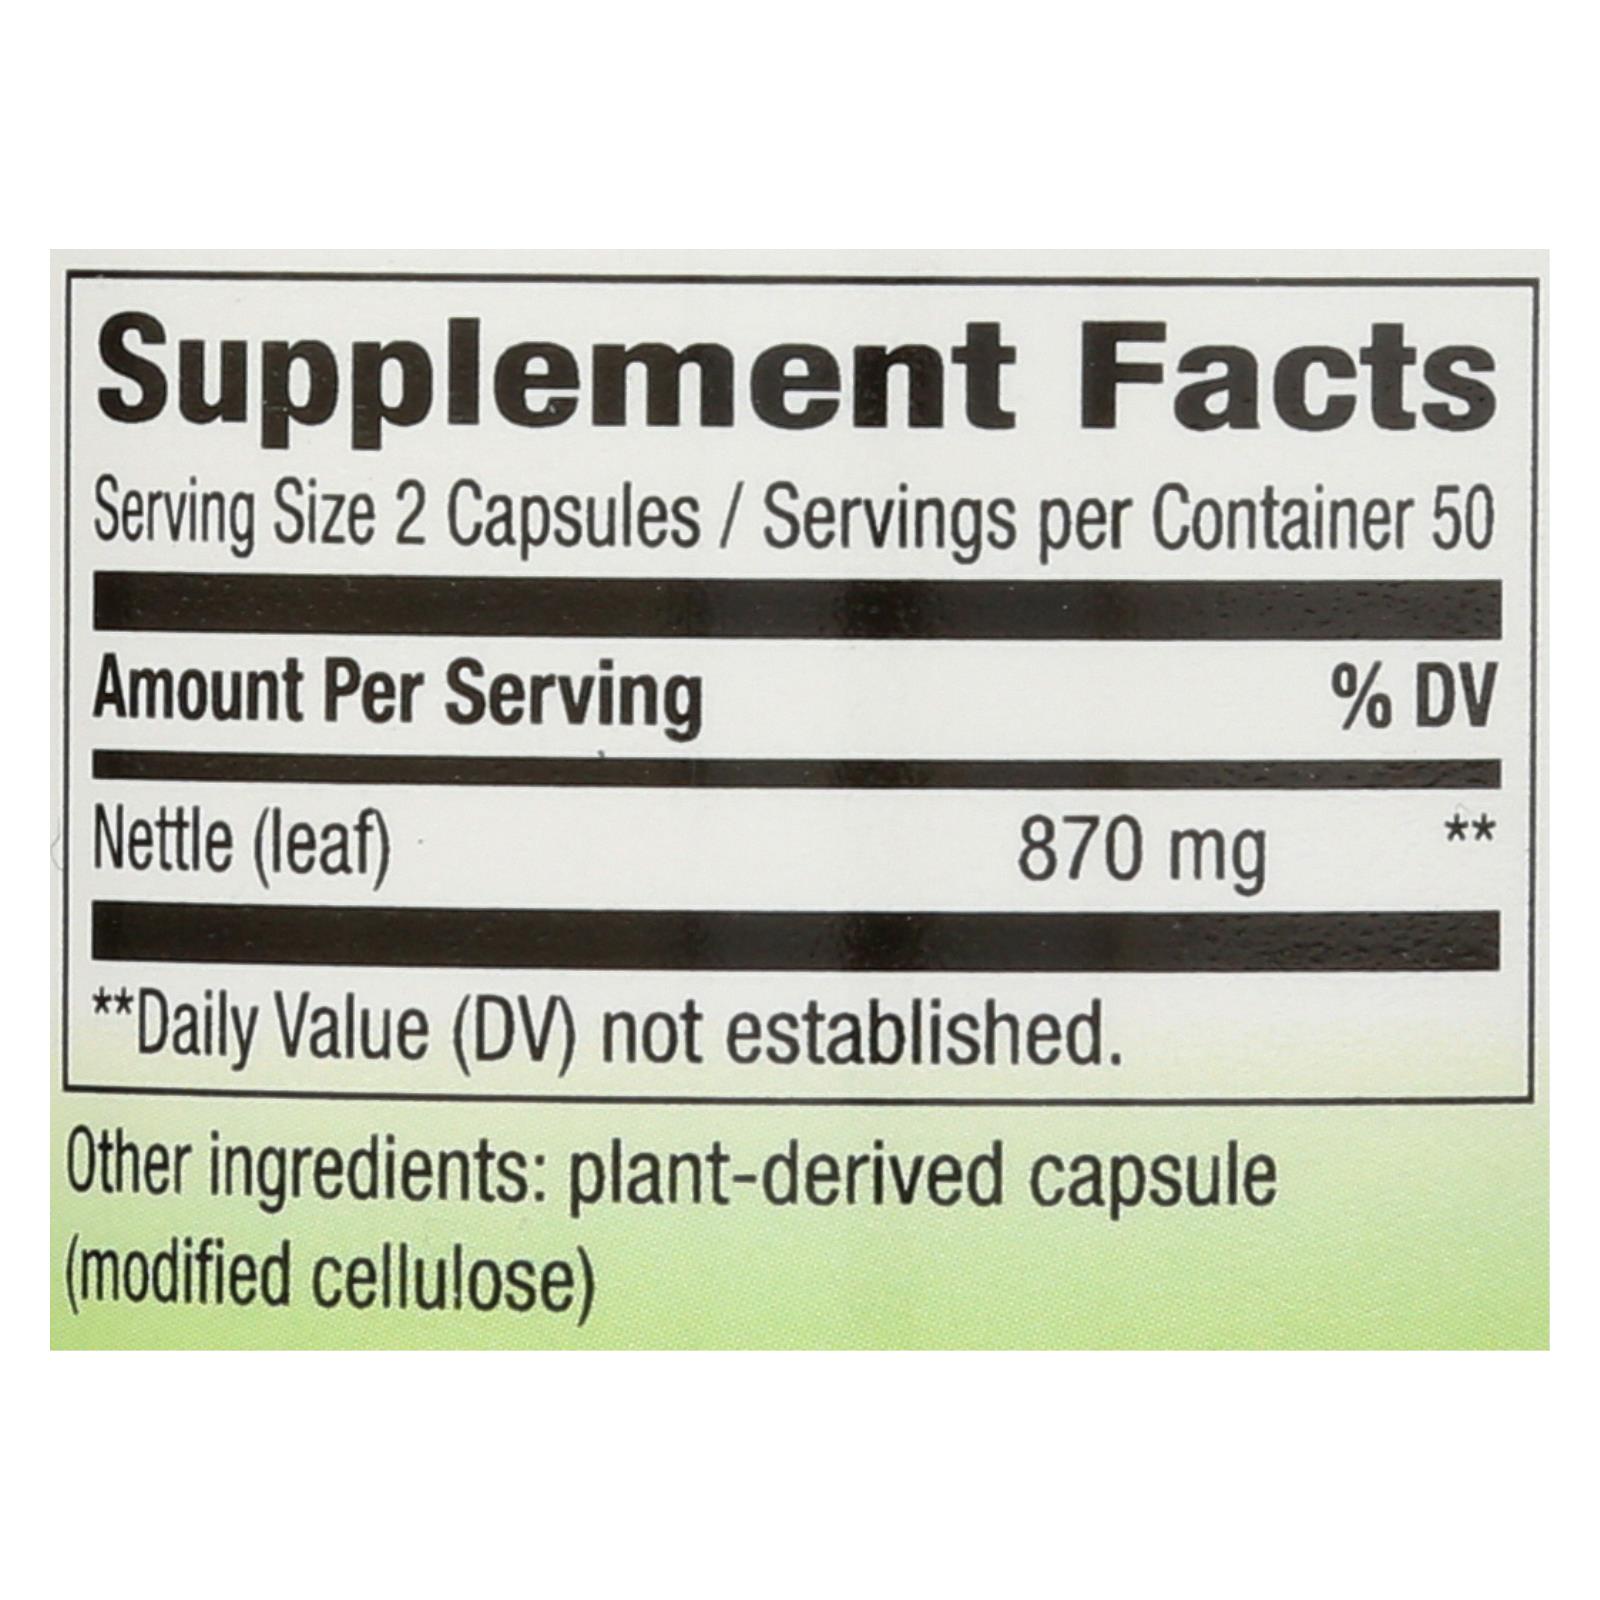 Supplement Facts
Serving Size 2 Capsules / Servings per Container 50
Amount Per Serving % DV
Nettle (leaf) 870 mg **
**Daily Value (DV) not established.
Other ingredients: plant-derived capsule
(modified cellulose)